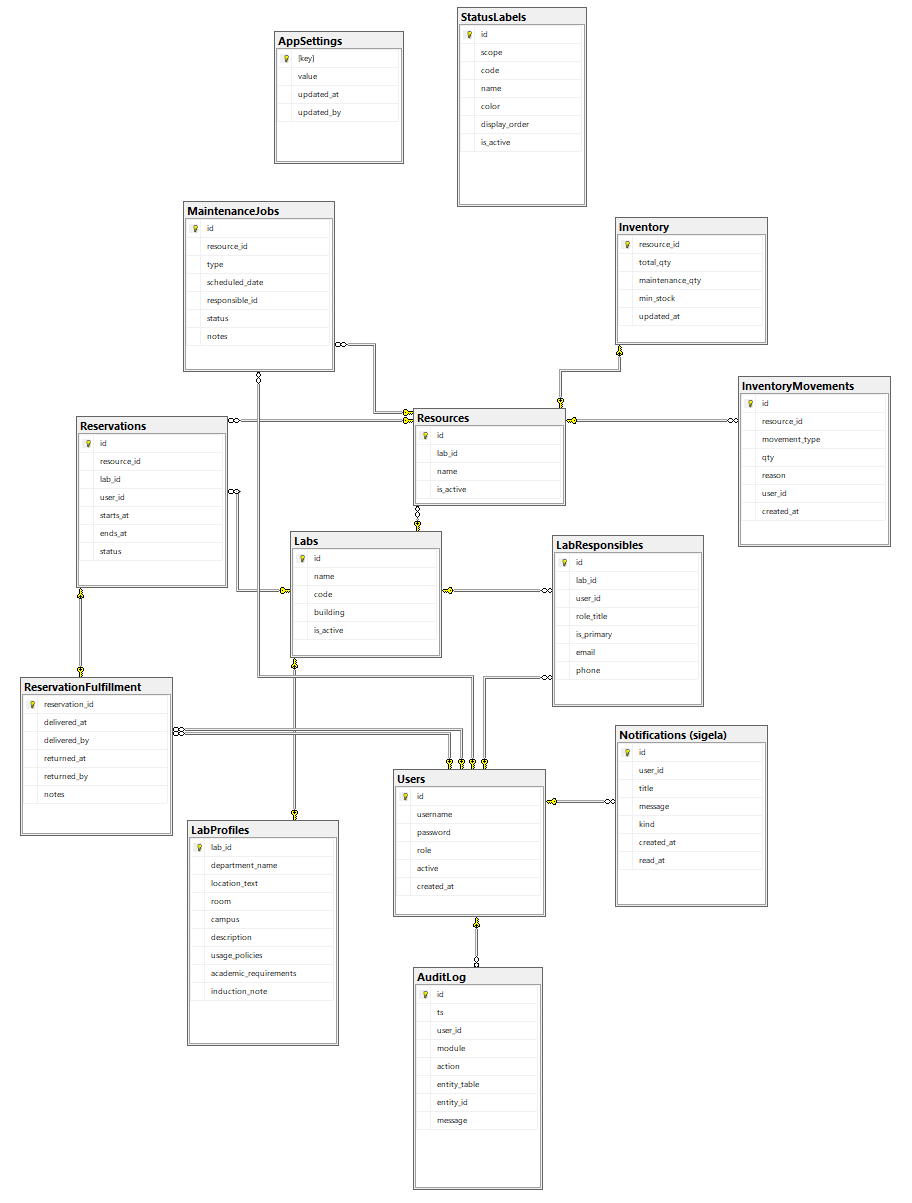 AppSettings
[key]
value
updated_at
updated_by
StatusLabels
id
scope
code
name
color
display_order
is_active
MaintenanceJobs
id
resource_id
type
scheduled_date
responsible_id
status
notes
Inventory
resource_id
total_qty
maintenance_qty
min_stock
updated_at
InventoryMovements
id
resource_id
movement_type
qty
reason
user_id
created_at
Reservations
id
resource_id
lab_id
user_id
starts_at
ends_at
status
Resources
id
lab_id
name
is_active
Labs
id
name
code
building
is_active
LabResponsibles
id
lab_id
user_id
role_title
is_primary
email
phone
ReservationFulfillment
reservation_id
delivered_at
delivered_by
returned_at
returned_by
notes
Notifications (sigela)
id
user_id
title
message
kind
created_at
read_at
Users
id
username
password
role
active
created_at
LabProfiles
lab_id
department_name
location_text
room
campus
description
usage_policies
academic_requirements
induction_note
AuditLog
id
ts
user_id
module
action
entity_table
entity_id
message